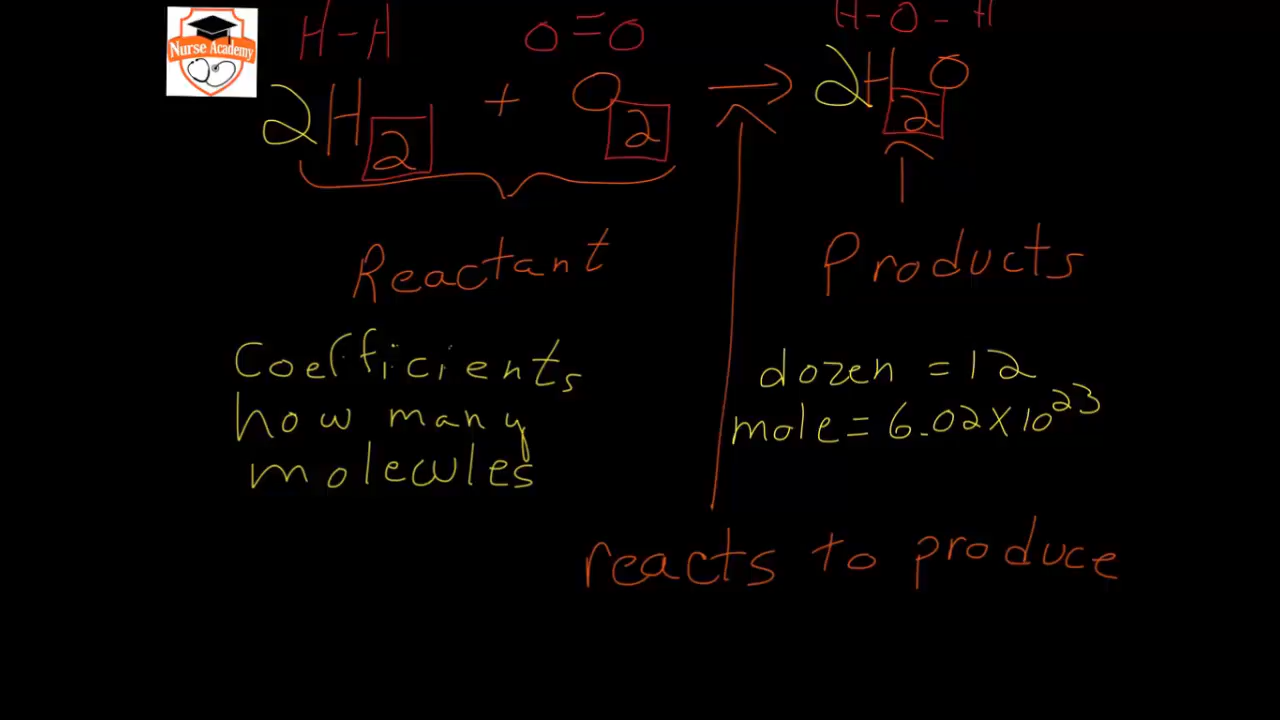 Nurse Academy
H-H O=O H-O-H
2H2 + O2 → 2H2O
Reactant Products
Coefficients
how many
molecules
dozen = 12
mole = 6.02x10^23
reacts to produce